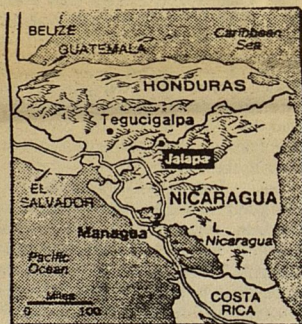 BELIZE
Caribbean
Sea
GUATEMALA
HONDURAS
Tegucigalpa
Jalapa
EL
SALVADOR
NICARAGUA
Managua
L.
Nicaragua
Pacific
Ocean
Miles
0 100
COSTA
RICA